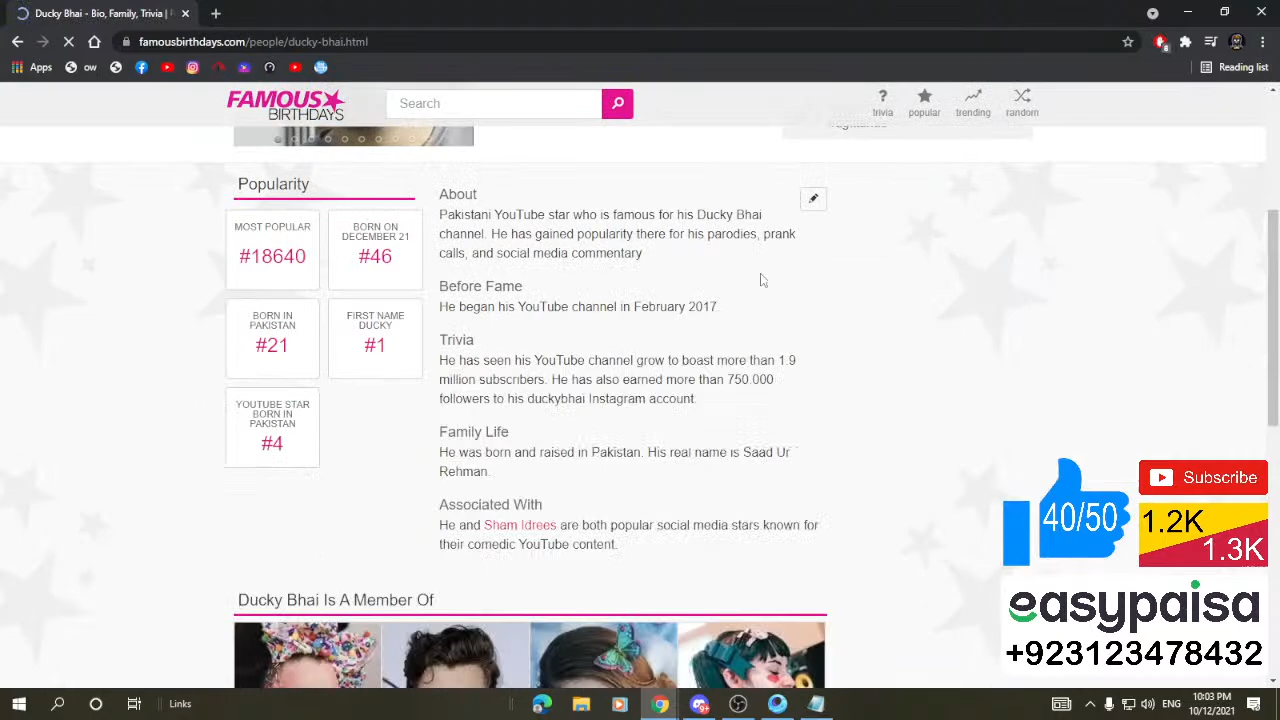 Ducky Bhai - Bio, Family, Trivia |
famousbirthdays.com/people/ducky-bhai.html
Apps
ow
Reading list
FAMOUS
BIRTHDAYS
Search
trivia
popular
trending
random
Popularity
MOST POPULAR
#18640
BORN ON
DECEMBER 21
#46
BORN IN
PAKISTAN
#21
FIRST NAME
DUCKY
#1
YOUTUBE STAR
BORN IN
PAKISTAN
#4
About
Pakistani YouTube star who is famous for his Ducky Bhai
channel. He has gained popularity there for his parodies, prank
calls, and social media commentary
Before Fame
He began his YouTube channel in February 2017.
Trivia
He has seen his YouTube channel grow to boast more than 1.9
million subscribers. He has also earned more than 750,000
followers to his duckybhai Instagram account.
Family Life
He was born and raised in Pakistan. His real name is Saad Ur
Rehman.
Associated With
He and Sham Idrees are both popular social media stars known for
their comedic YouTube content.
Ducky Bhai Is A Member Of
40/50
Subscribe
1.2K
1.3K
easypaisa
+923123478432
Links
ENG
10:03 PM
10/12/2021